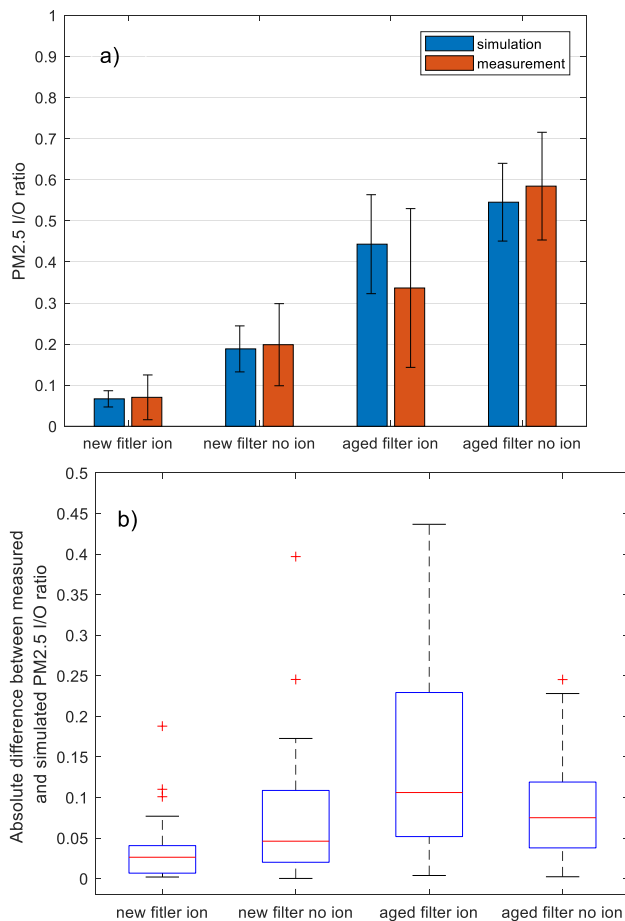 a)
simulation
measurement
PM2.5 I/O ratio
1
0.9
0.8
0.7
0.6
0.5
0.4
0.3
0.2
0.1
0
new fitler ion
new filter no ion
aged filter ion
aged filter no ion
b)
Absolute difference between measured
and simulated PM2.5 I/O ratio
0.5
0.45
0.4
0.35
0.3
0.25
0.2
0.15
0.1
0.05
0
new fitler ion
new filter no ion
aged filter ion
aged filter no ion